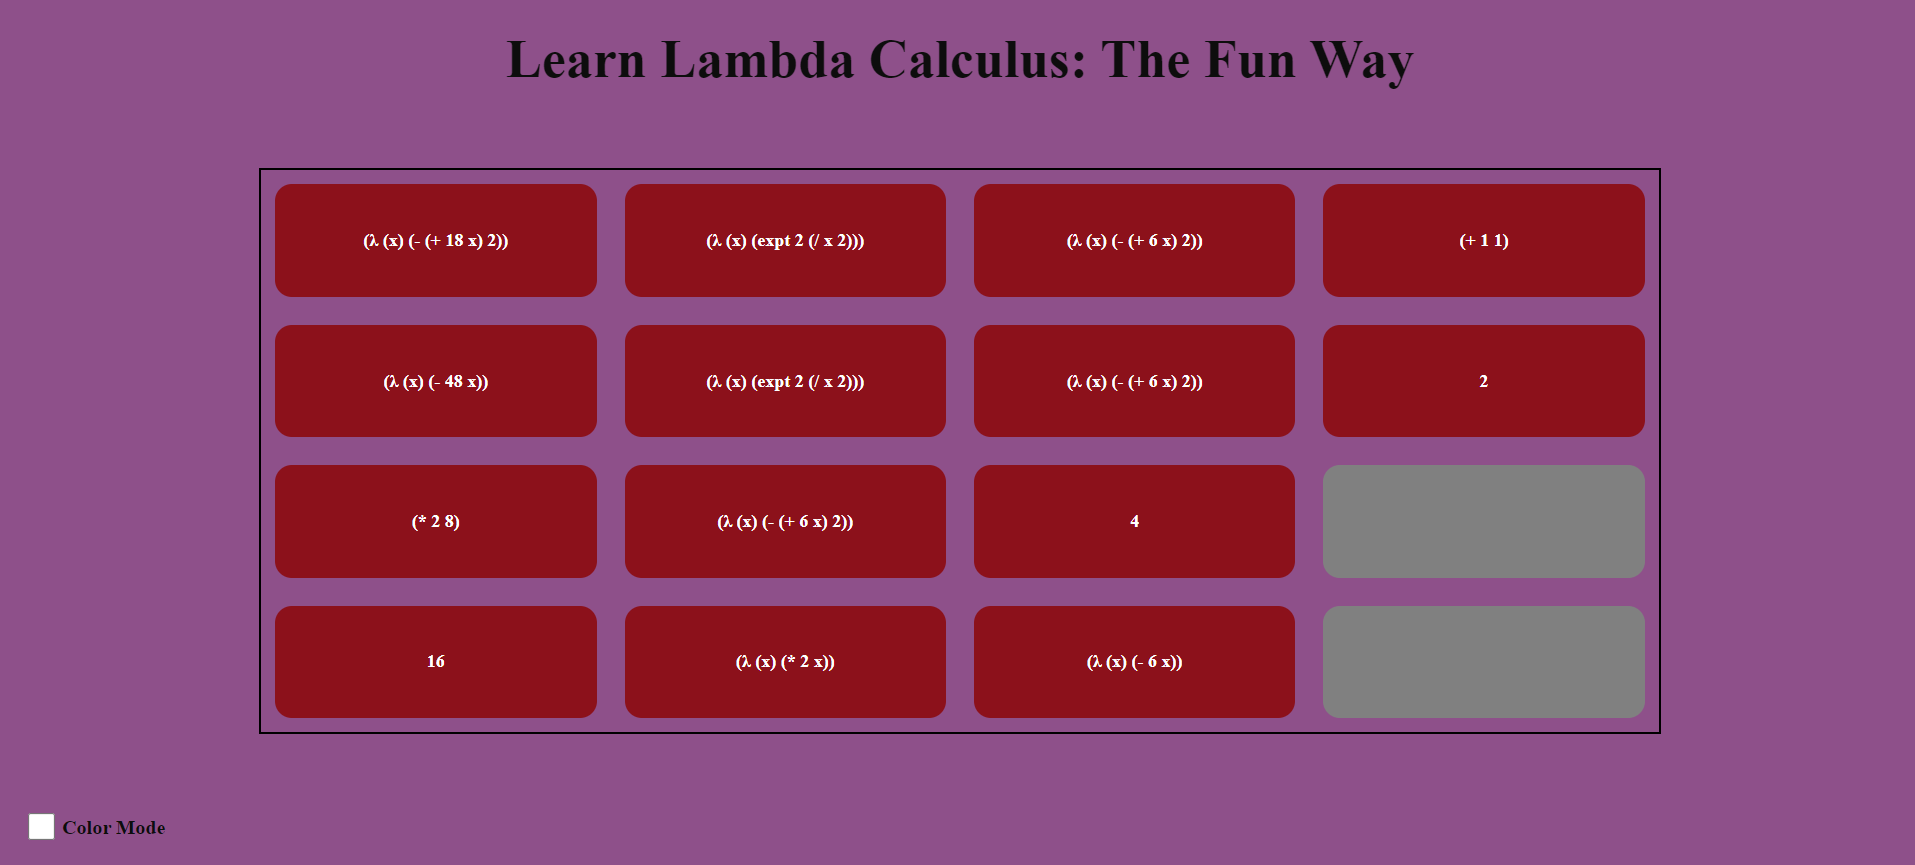 Learn Lambda Calculus: The Fun Way
(λ (x) (- (+ 18 x) 2))
(λ (x) (expt 2 (/ x 2)))
(λ (x) (- (+ 6 x) 2))
(+ 1 1)
(λ (x) (- 48 x))
(λ (x) (expt 2 (/ x 2)))
(λ (x) (- (+ 6 x) 2))
2
(* 2 8)
(λ (x) (- (+ 6 x) 2))
4
16
(λ (x) (* 2 x))
(λ (x) (- 6 x))
Color Mode